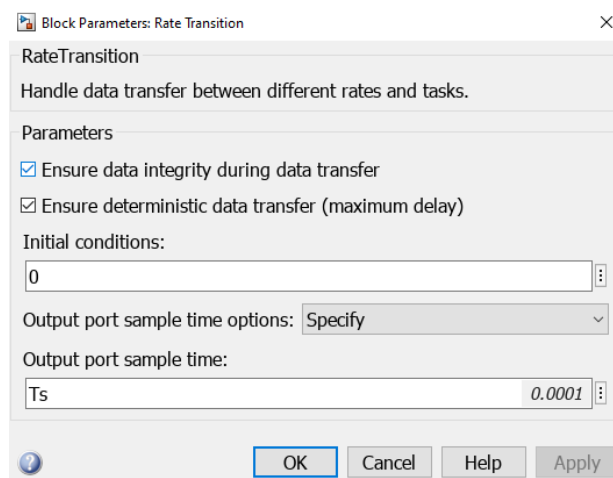 Block Parameters: Rate Transition
RateTransition
Handle data transfer between different rates and tasks.
Parameters
Ensure data integrity during data transfer
Ensure deterministic data transfer (maximum delay)
Initial conditions:
0
Output port sample time options: Specify
Output port sample time:
Ts 0.0001
? OK Cancel Help Apply